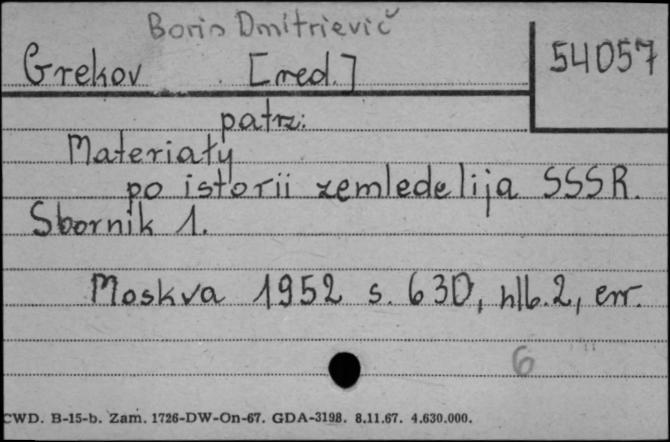 Boris Dmitrievič
Grekov [red.]
54057
patrz:
Materiały
po istorii zemledelija SSSR.
Sbornik 1.
Moskva 1952 s. 630, nlb. 2, err.
6
CWD. B-15-b. Zam. 1726-DW-On-67. GDA-3198. 8.11.67. 4.630.000.